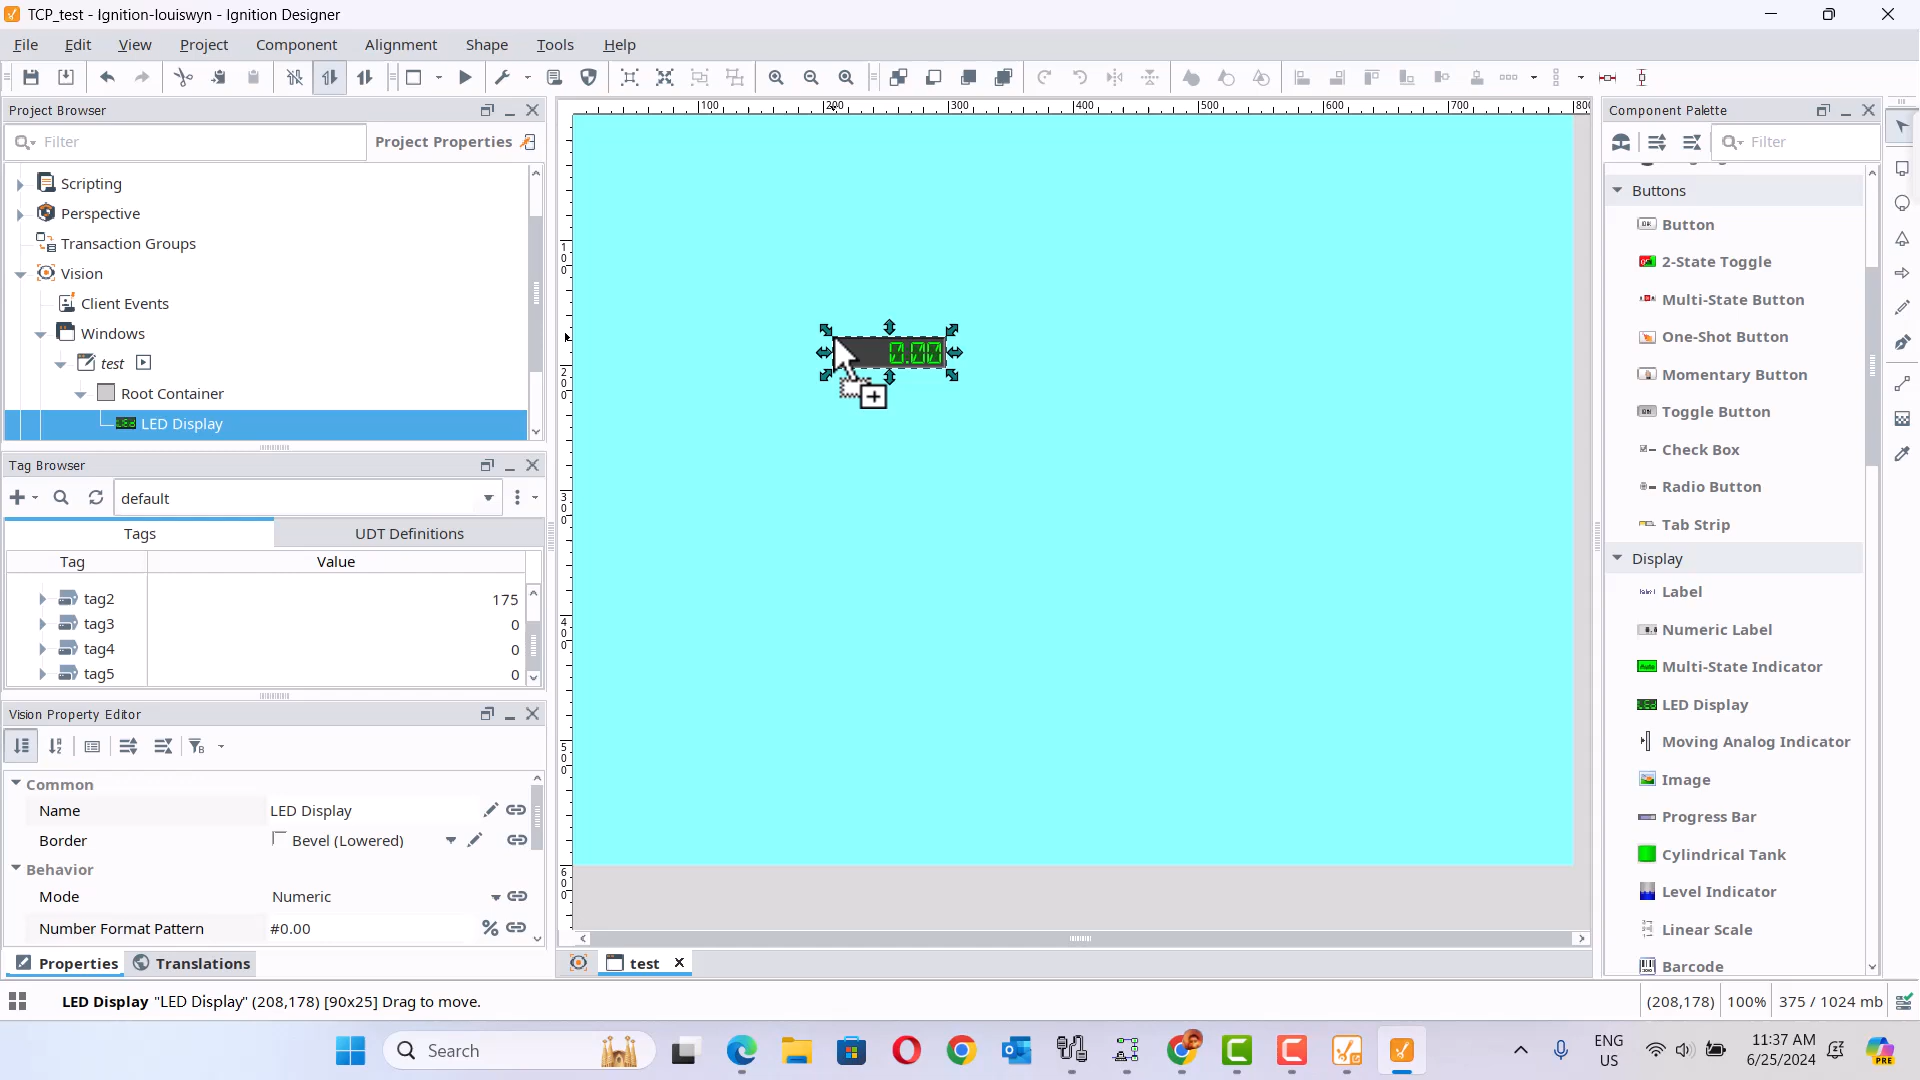 TCP_test - Ignition-louiswyn - Ignition Designer
File Edit View Project Component Alignment Shape Tools Help
Project Browser
Filter
Project Properties
Scripting
Perspective
Transaction Groups
Vision
Client Events
Windows
test
Root Container
LED Display
Tag Browser
default
Tags UDT Definitions
Tag Value
tag2 175
tag3 0
tag4 0
tag5 0
Vision Property Editor
Common
Name LED Display
Border Bevel (Lowered)
Behavior
Mode Numeric
Number Format Pattern #0.00
Properties Translations
100 200 300 400 500 600 700 800
100
200
300
400
500
600
0.00
test
Component Palette
Filter
Buttons
Button
2-State Toggle
Multi-State Button
One-Shot Button
Momentary Button
Toggle Button
Check Box
Radio Button
Tab Strip
Display
Label
Numeric Label
Multi-State Indicator
LED Display
Moving Analog Indicator
Image
Progress Bar
Cylindrical Tank
Level Indicator
Linear Scale
Barcode
LED Display "LED Display" (208,178) [90x25] Drag to move.
(208,178) 100% 375 / 1024 mb
Search
ENG
US
11:37 AM
6/25/2024
PRE